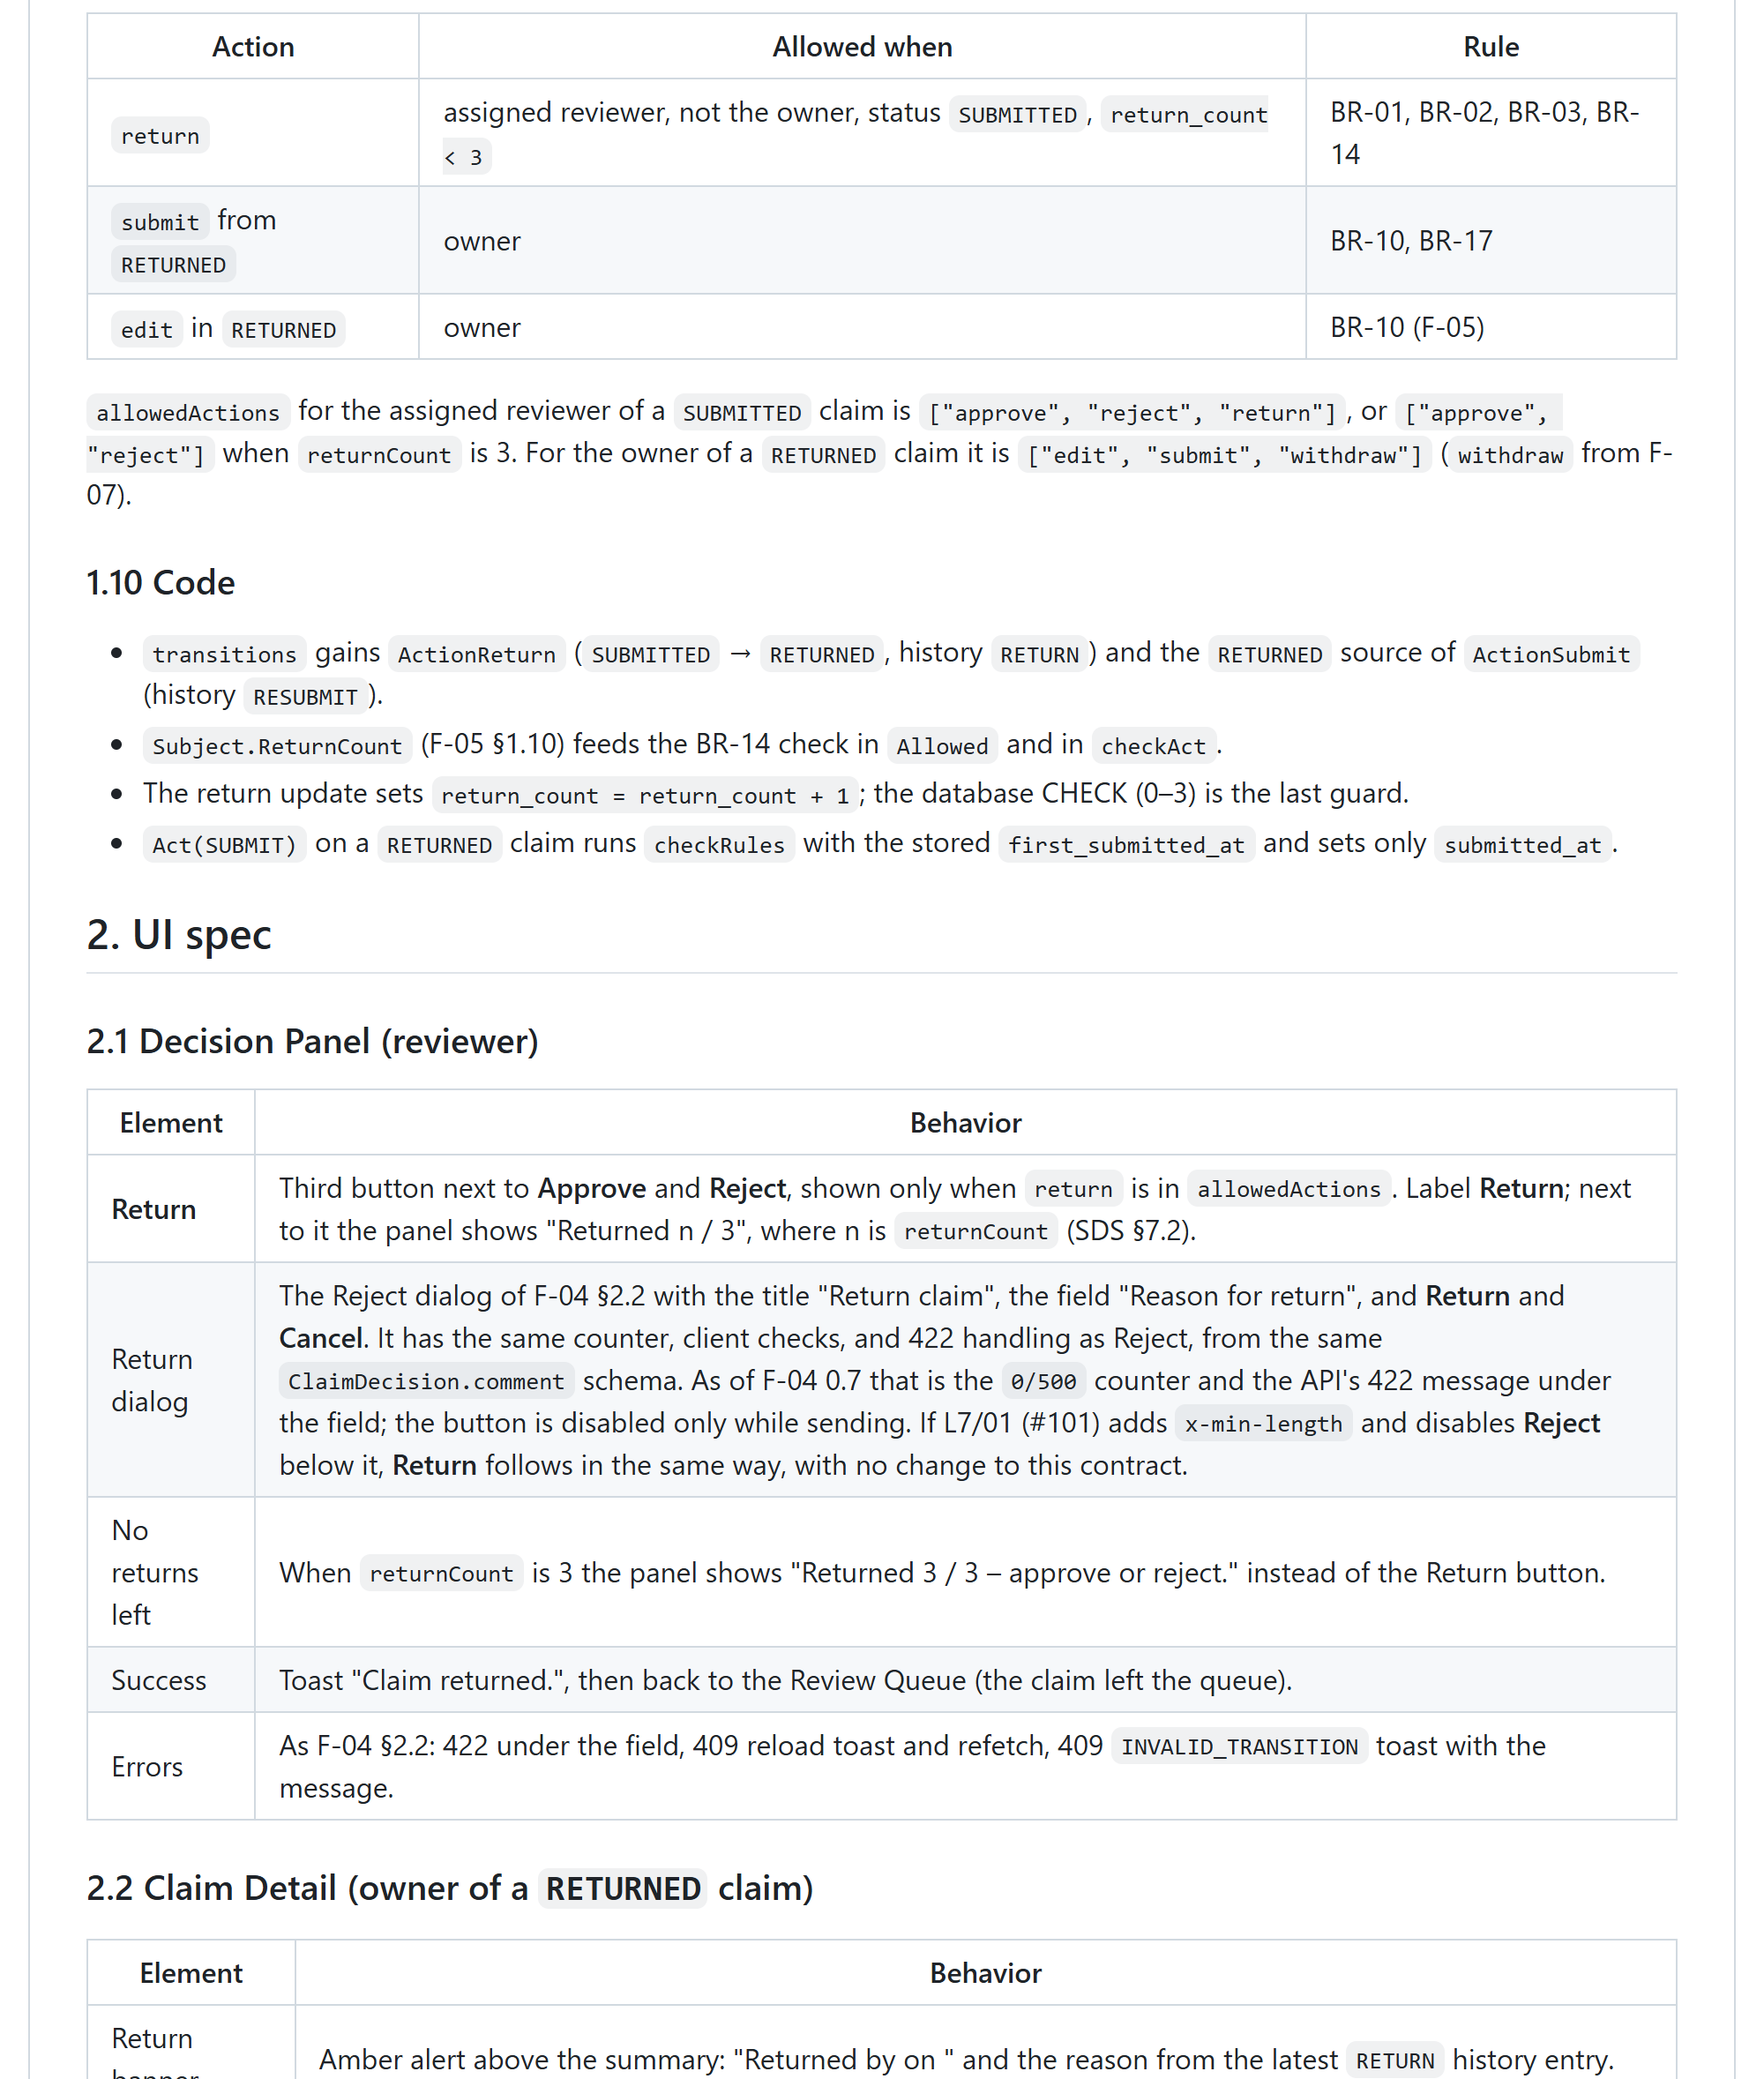 Action Allowed when Rule
return assigned reviewer, not the owner, status SUBMITTED, return_count < 3 BR-01, BR-02, BR-03, BR-14
submit from RETURNED owner BR-10, BR-17
edit in RETURNED owner BR-10 (F-05)
allowedActions for the assigned reviewer of a SUBMITTED claim is ["approve", "reject", "return"], or ["approve",
"reject"] when returnCount is 3. For the owner of a RETURNED claim it is ["edit", "submit", "withdraw"] (withdraw from F-
07).
1.10 Code
• transitions gains ActionReturn (SUBMITTED → RETURNED, history RETURN) and the RETURNED source of ActionSubmit
(history RESUBMIT).
• Subject.ReturnCount (F-05 §1.10) feeds the BR-14 check in Allowed and in checkAct.
• The return update sets return_count = return_count + 1; the database CHECK (0–3) is the last guard.
• Act(SUBMIT) on a RETURNED claim runs checkRules with the stored first_submitted_at and sets only submitted_at.
2. UI spec
2.1 Decision Panel (reviewer)
Element Behavior
Return Third button next to Approve and Reject, shown only when return is in allowedActions. Label Return; next
to it the panel shows "Returned n / 3", where n is returnCount (SDS §7.2).
Return dialog The Reject dialog of F-04 §2.2 with the title "Return claim", the field "Reason for return", and Return and
Cancel. It has the same counter, client checks, and 422 handling as Reject, from the same
ClaimDecision.comment schema. As of F-04 0.7 that is the 0/500 counter and the API's 422 message under
the field; the button is disabled only while sending. If L7/01 (#101) adds x-min-length and disables Reject
below it, Return follows in the same way, with no change to this contract.
No returns left When returnCount is 3 the panel shows "Returned 3 / 3 – approve or reject." instead of the Return button.
Success Toast "Claim returned.", then back to the Review Queue (the claim left the queue).
Errors As F-04 §2.2: 422 under the field, 409 reload toast and refetch, 409 INVALID_TRANSITION toast with the
message.
2.2 Claim Detail (owner of a RETURNED claim)
Element Behavior
Return Amber alert above the summary: "Returned by on " and the reason from the latest RETURN history entry.